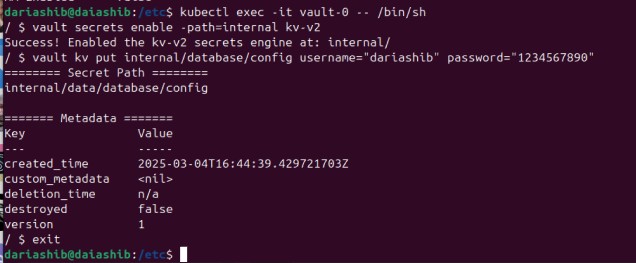 dariashib@daiashib:/etc$ kubectl exec -it vault-0 -- /bin/sh
/ $ vault secrets enable -path=internal kv-v2
Success! Enabled the kv-v2 secrets engine at: internal/
/ $ vault kv put internal/database/config username="dariashib" password="1234567890"
======== Secret Path ========
internal/data/database/config
======= Metadata =======
Key Value
--- -----
created_time 2025-03-04T16:44:39.429721703Z
custom_metadata <nil>
deletion_time n/a
destroyed false
version 1
/ $ exit
dariashib@daiashib:/etc$